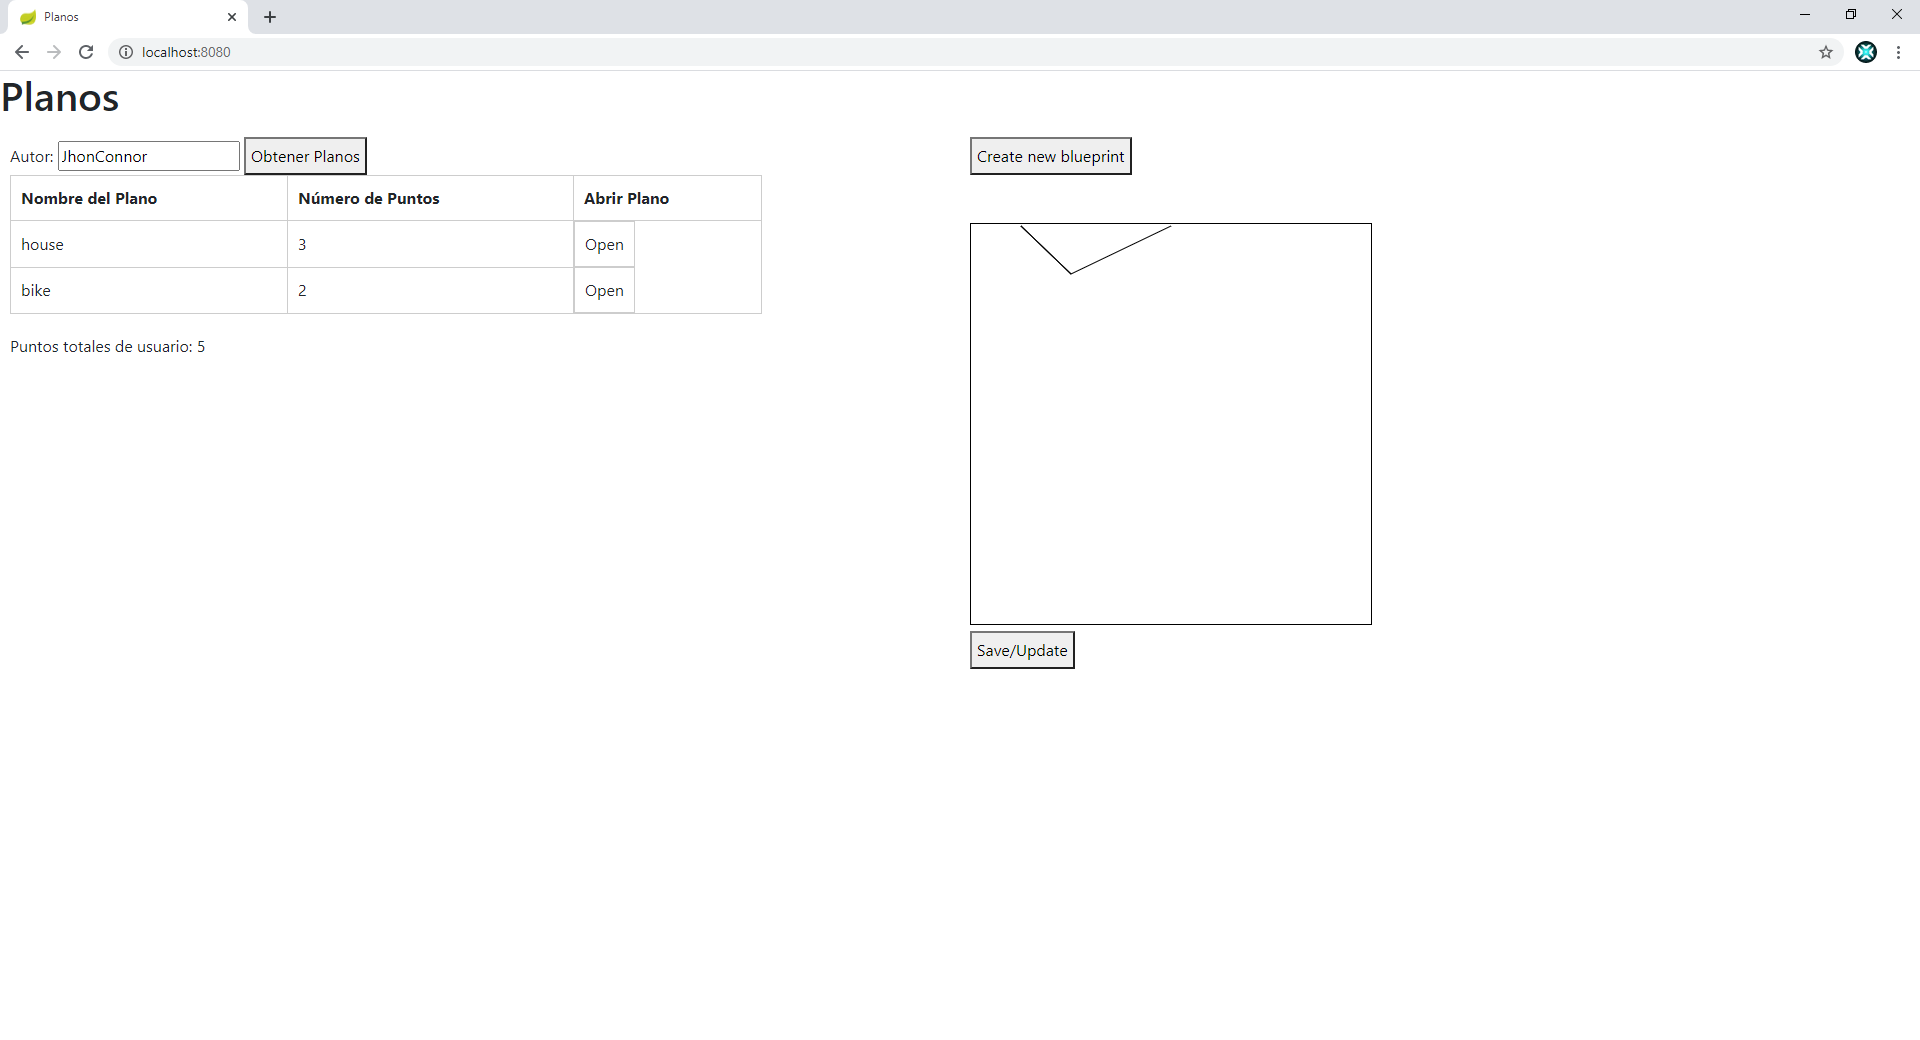 Planos
localhost:8080
Planos
Autor: JhonConnor Obtener Planos
Nombre del Plano Número de Puntos Abrir Plano
house 3 Open
bike 2 Open
Puntos totales de usuario: 5
Create new blueprint
Save/Update